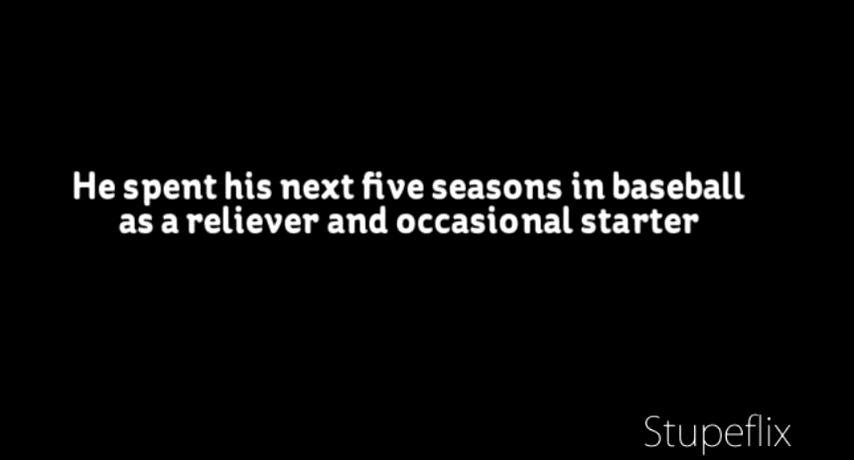 He spent his next five seasons in baseball
as a reliever and occasional starter
Stupeflix